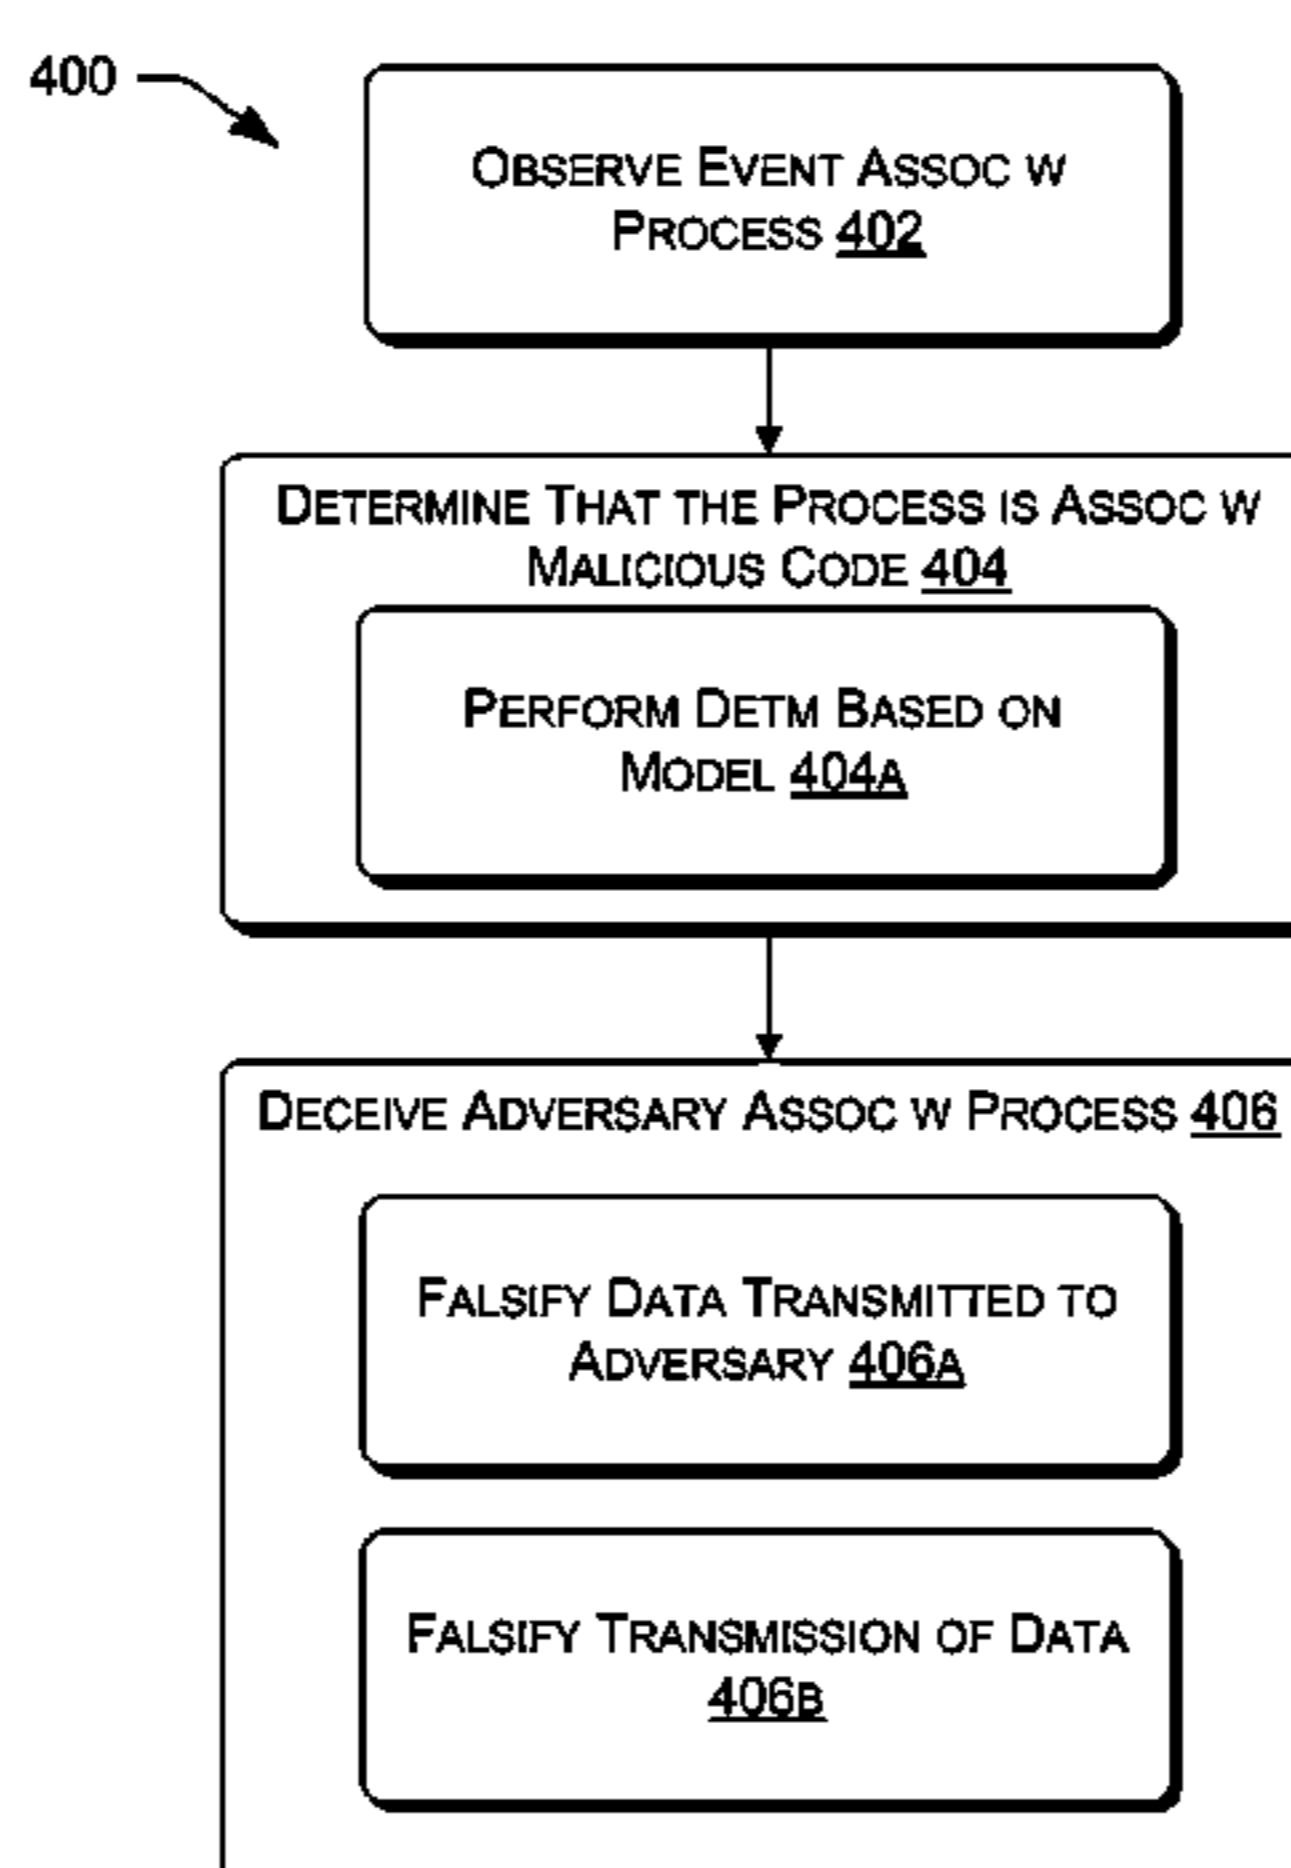 400
OBSERVE EVENT ASSOC W
PROCESS 402
DETERMINE THAT THE PROCESS IS ASSOC W
MALICIOUS CODE 404
PERFORM DETM BASED ON
MODEL 404A
DECEIVE ADVERSARY ASSOC W PROCESS 406
FALSIFY DATA TRANSMITTED TO
ADVERSARY 406A
FALSIFY TRANSMISSION OF DATA
406B